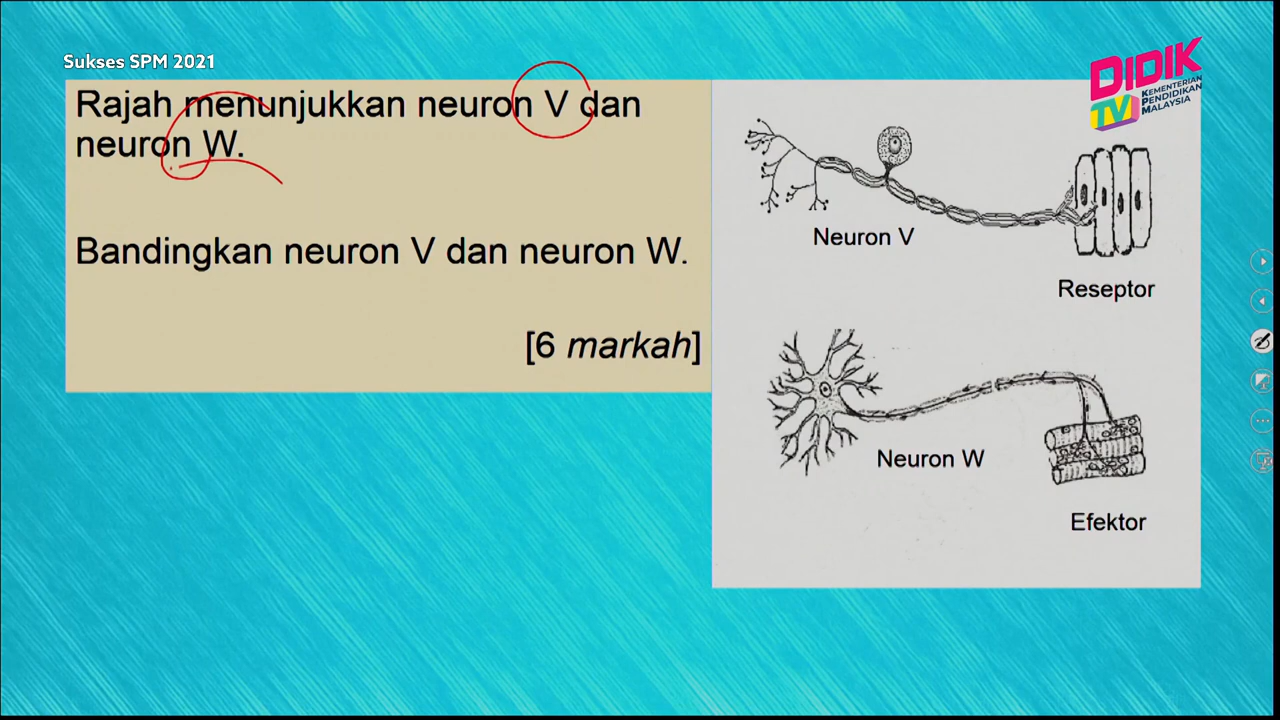 Sukses SPM 2021
DIDIK
TV
KEMENTERIAN
PENDIDIKAN
MALAYSIA
Rajah menunjukkan neuron V dan
neuron W.
Bandingkan neuron V dan neuron W.
[6 markah]
Neuron V
Reseptor
Neuron W
Efektor